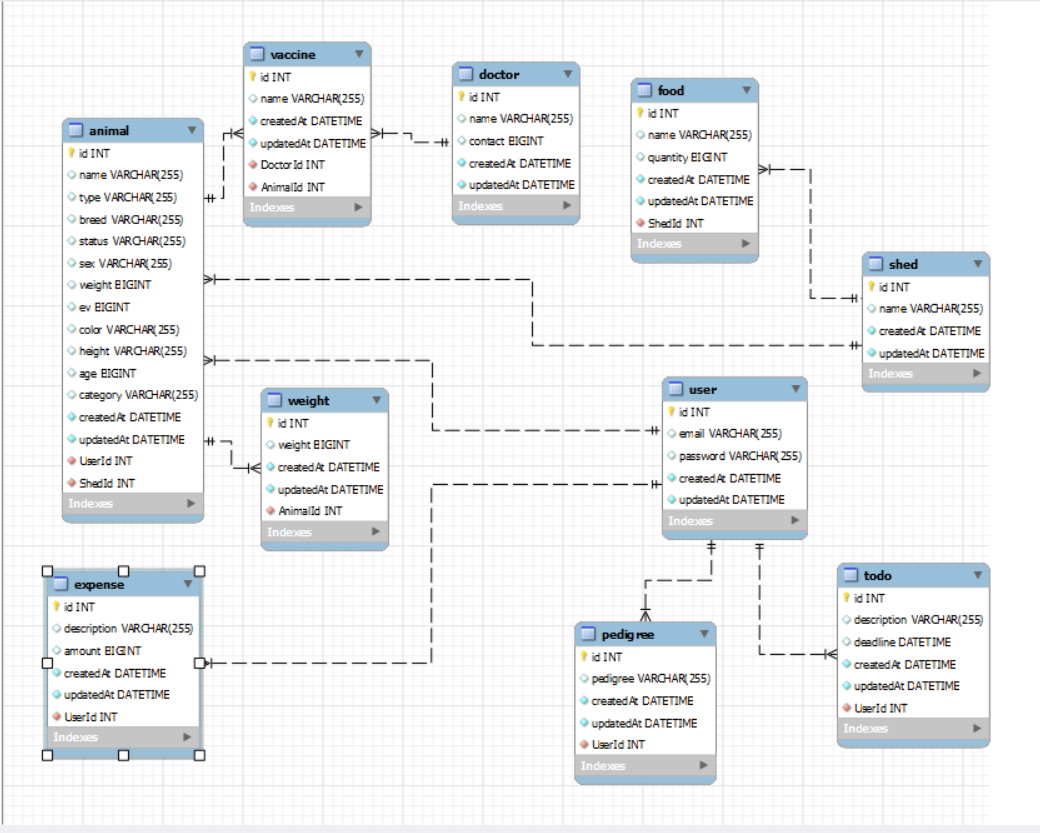 vaccine
id INT
name VARCHAR(255)
createdAt DATETIME
updatedAt DATETIME
DoctorId INT
AnimalId INT
Indexes
doctor
id INT
name VARCHAR(255)
contact BIGINT
createdAt DATETIME
updatedAt DATETIME
Indexes
food
id INT
name VARCHAR(255)
quantity BIGINT
createdAt DATETIME
updatedAt DATETIME
ShedId INT
Indexes
animal
id INT
name VARCHAR(255)
type VARCHAR(255)
breed VARCHAR(255)
status VARCHAR(255)
sex VARCHAR(255)
weight BIGINT
ev BIGINT
color VARCHAR(255)
height VARCHAR(255)
age BIGINT
category VARCHAR(255)
createdAt DATETIME
updatedAt DATETIME
UserId INT
ShedId INT
Indexes
shed
id INT
name VARCHAR(255)
createdAt DATETIME
updatedAt DATETIME
Indexes
weight
id INT
weight BIGINT
createdAt DATETIME
updatedAt DATETIME
AnimalId INT
Indexes
user
id INT
email VARCHAR(255)
password VARCHAR(255)
createdAt DATETIME
updatedAt DATETIME
Indexes
expense
id INT
description VARCHAR(255)
amount BIGINT
createdAt DATETIME
updatedAt DATETIME
UserId INT
Indexes
pedigree
id INT
pedigree VARCHAR(255)
createdAt DATETIME
updatedAt DATETIME
UserId INT
Indexes
todo
id INT
description VARCHAR(255)
deadline DATETIME
createdAt DATETIME
updatedAt DATETIME
UserId INT
Indexes